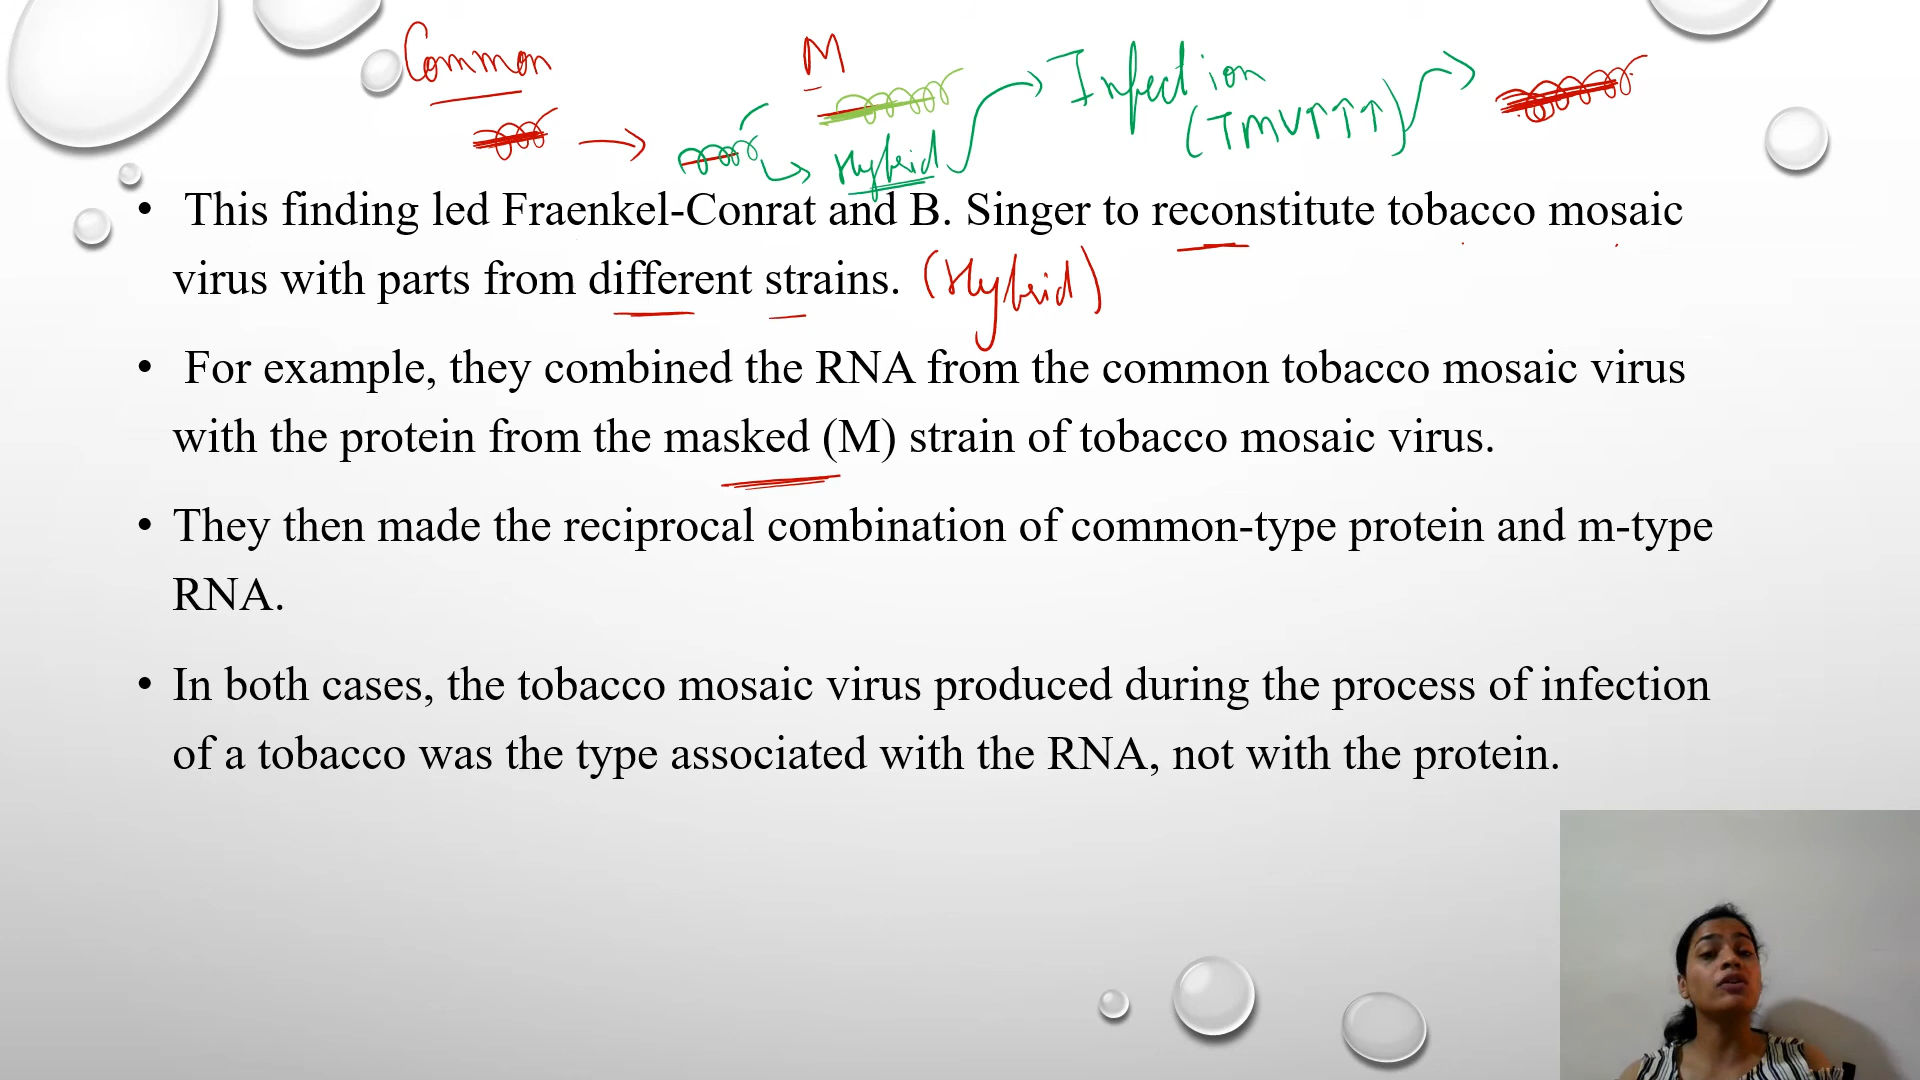 Common
M
Infection
(TMV↑↑↑)
Hybrid
• This finding led Fraenkel-Conrat and B. Singer to reconstitute tobacco mosaic
virus with parts from different strains. (Hybrid)
• For example, they combined the RNA from the common tobacco mosaic virus
with the protein from the masked (M) strain of tobacco mosaic virus.
• They then made the reciprocal combination of common-type protein and m-type
RNA.
• In both cases, the tobacco mosaic virus produced during the process of infection
of a tobacco was the type associated with the RNA, not with the protein.